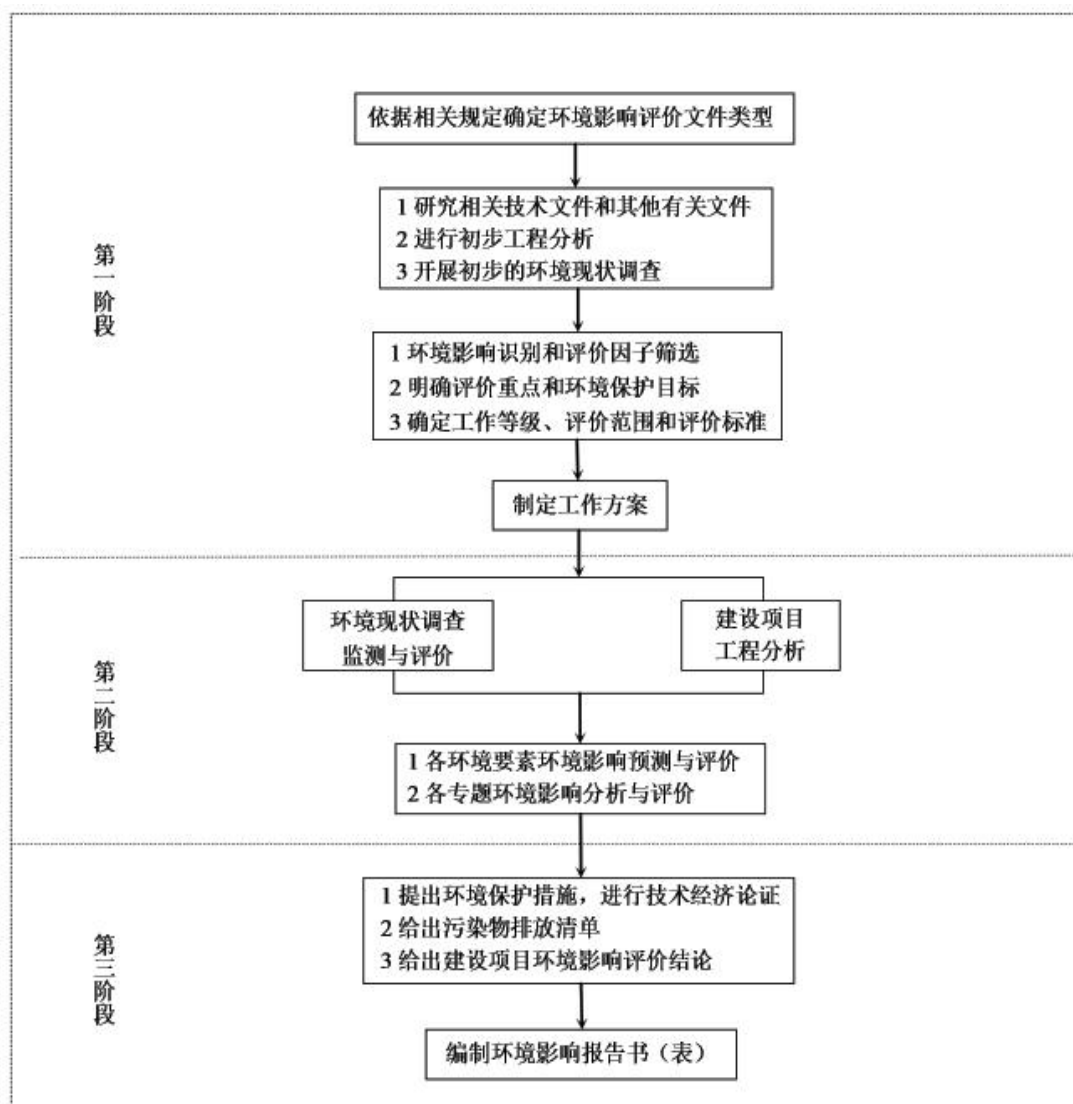 依据相关规定确定环境影响评价文件类型
1 研究相关技术文件和其他有关文件
2 进行初步工程分析
3 开展初步的环境现状调查
第一阶段
1 环境影响识别和评价因子筛选
2 明确评价重点和环境保护目标
3 确定工作等级、评价范围和评价标准
制定工作方案
环境现状调查
监测与评价
建设项目
工程分析
第二阶段
1 各环境要素环境影响预测与评价
2 各专题环境影响分析与评价
1 提出环境保护措施，进行技术经济论证
2 给出污染物排放清单
3 给出建设项目环境影响评价结论
第三阶段
编制环境影响报告书（表）